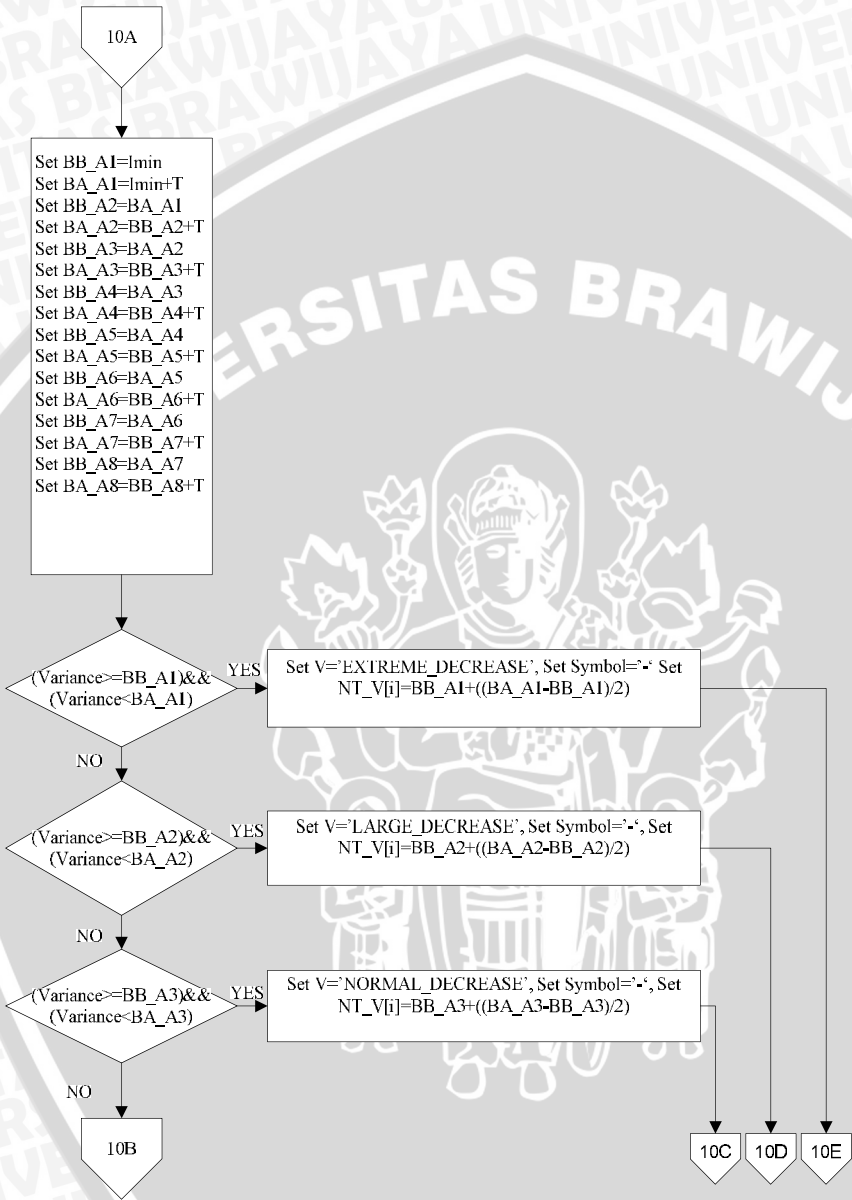 10A
Set BB_A1=Imin
Set BA_A1=Imin+T
Set BB_A2=BA_A1
Set BA_A2=BB_A2+T
Set BB_A3=BA_A2
Set BA_A3=BB_A3+T
Set BB_A4=BA_A3
Set BA_A4=BB_A4+T
Set BB_A5=BA_A4
Set BA_A5=BB_A5+T
Set BB_A6=BA_A5
Set BA_A6=BB_A6+T
Set BB_A7=BA_A6
Set BA_A7=BB_A7+T
Set BB_A8=BA_A7
Set BA_A8=BB_A8+T
(Variance>=BB_A1)&&
(Variance<BA_A1)
YES
Set V=’EXTREME_DECREASE’, Set Symbol=’-‘ Set
NT_V[i]=BB_A1+((BA_A1-BB_A1)/2)
NO
(Variance>=BB_A2)&&
(Variance<BA_A2)
YES
Set V=’LARGE_DECREASE’, Set Symbol=’-‘, Set
NT_V[i]=BB_A2+((BA_A2-BB_A2)/2)
NO
(Variance>=BB_A3)&&
(Variance<BA_A3)
YES
Set V=’NORMAL_DECREASE’, Set Symbol=’-‘, Set
NT_V[i]=BB_A3+((BA_A3-BB_A3)/2)
NO
10B
10C
10D
10E
ERSITAS BRAWIJ